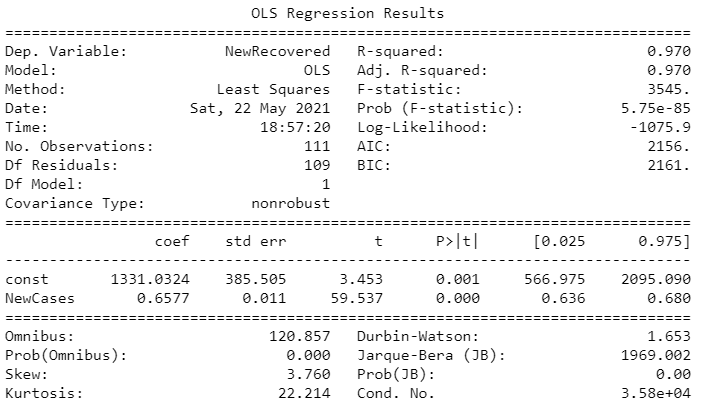 OLS Regression Results
==============================================================================
Dep. Variable:           NewRecovered   R-squared:                       0.970
Model:                            OLS   Adj. R-squared:                  0.970
Method:                 Least Squares   F-statistic:                     3545.
Date:                Sat, 22 May 2021   Prob (F-statistic):           5.75e-85
Time:                        18:57:20   Log-Likelihood:                -1075.9
No. Observations:                 111   AIC:                             2156.
Df Residuals:                     109   BIC:                             2161.
Df Model:                           1
Covariance Type:            nonrobust
==============================================================================
                 coef    std err          t      P>|t|      [0.025      0.975]
------------------------------------------------------------------------------
const       1331.0324    385.505      3.453      0.001     566.975    2095.090
NewCases       0.6577      0.011     59.537      0.000       0.636       0.680
==============================================================================
Omnibus:                      120.857   Durbin-Watson:                   1.653
Prob(Omnibus):                  0.000   Jarque-Bera (JB):             1969.002
Skew:                           3.760   Prob(JB):                         0.00
Kurtosis:                      22.214   Cond. No.                     3.58e+04
==============================================================================